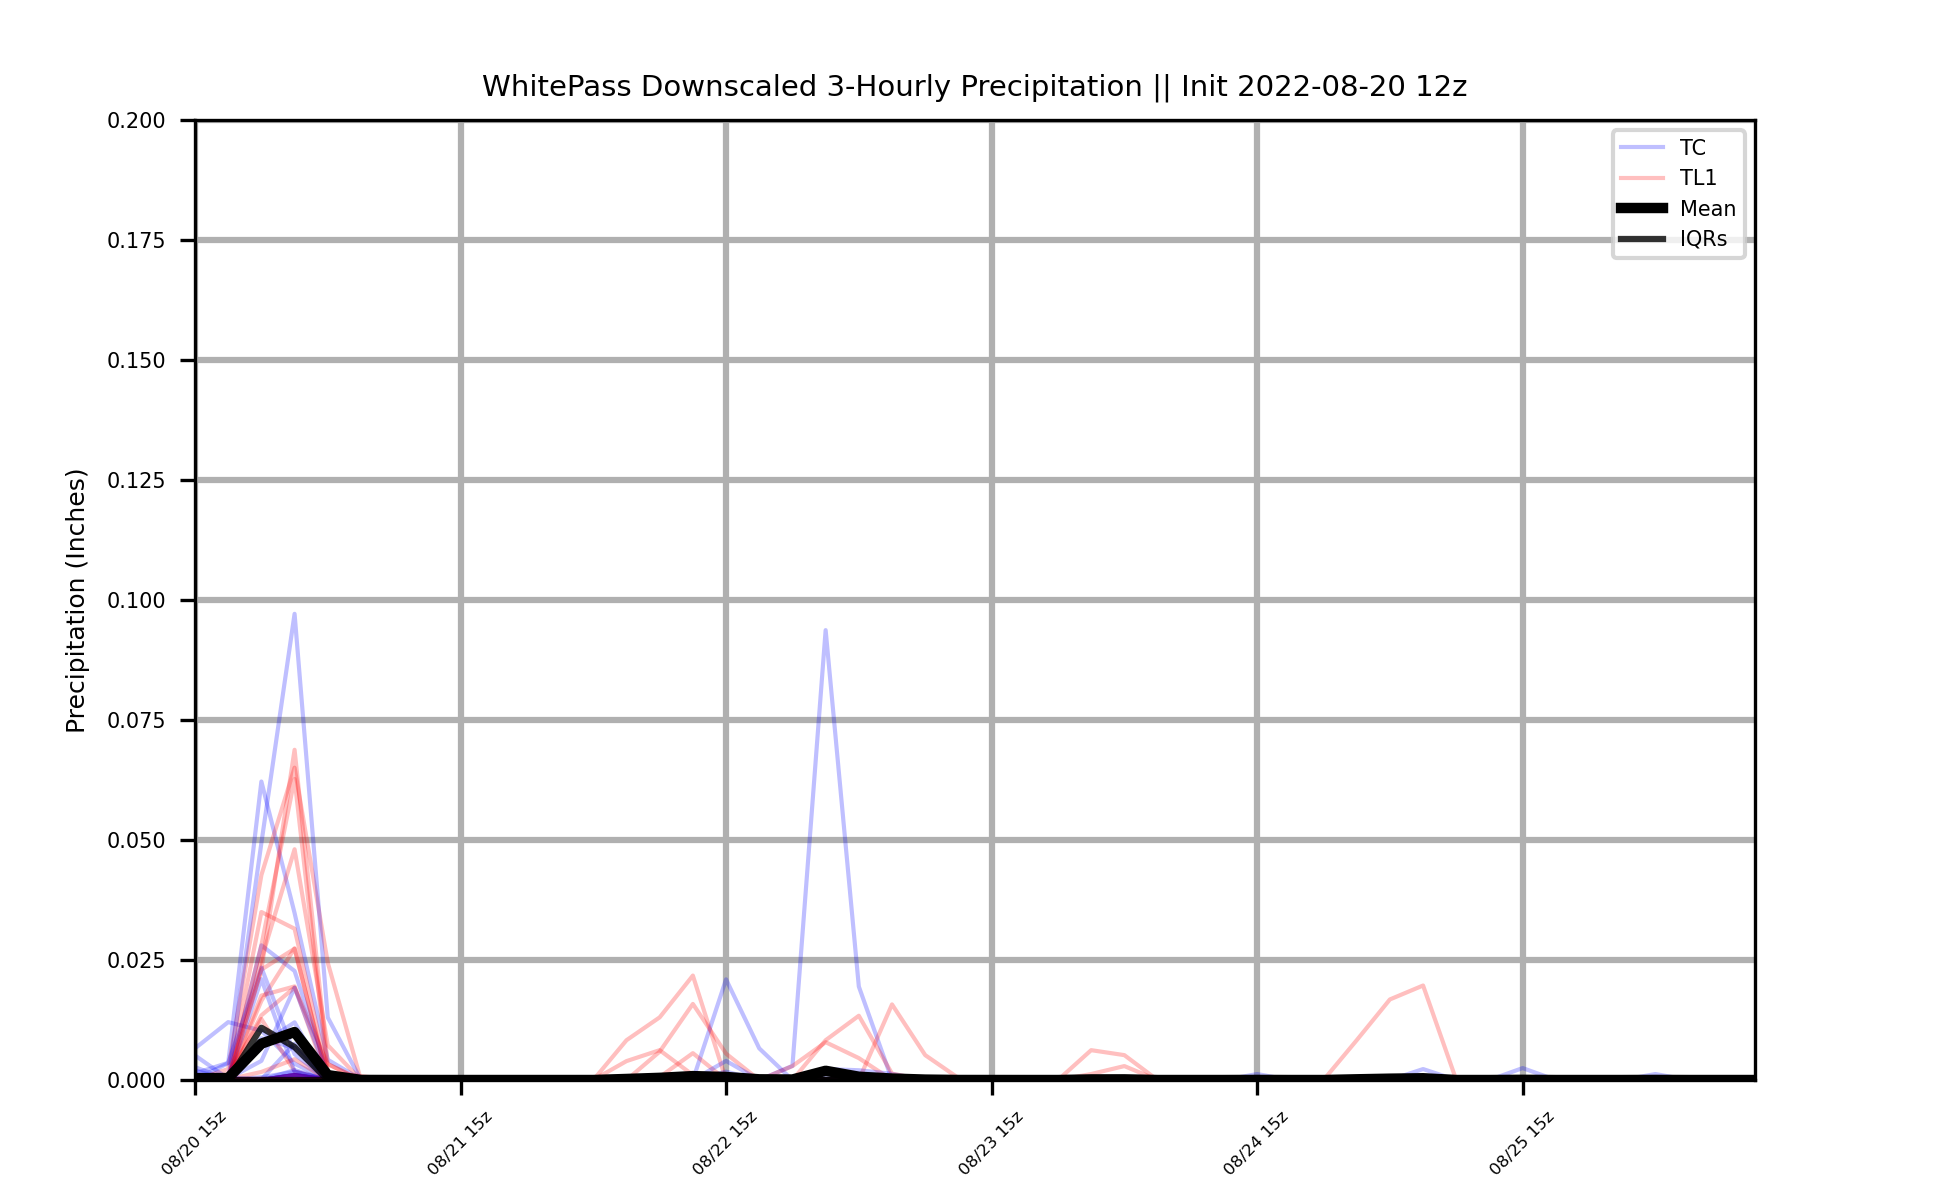 WhitePass Downscaled 3-Hourly Precipitation || Init 2022-08-20 12z
TC
TL1
Mean
IQRs
Precipitation (Inches)
0.200
0.175
0.150
0.125
0.100
0.075
0.050
0.025
0.000
08/20 15z
08/21 15z
08/22 15z
08/23 15z
08/24 15z
08/25 15z